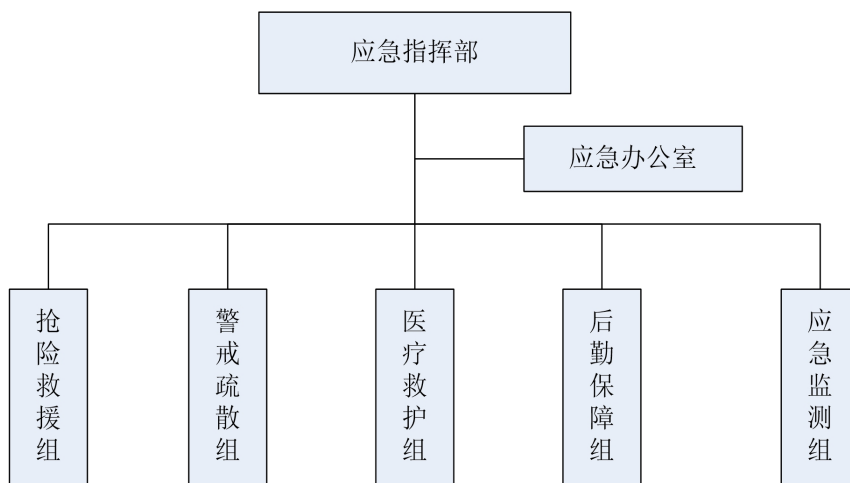 应急指挥部
应急办公室
抢险救援组
警戒疏散组
医疗救护组
后勤保障组
应急监测组